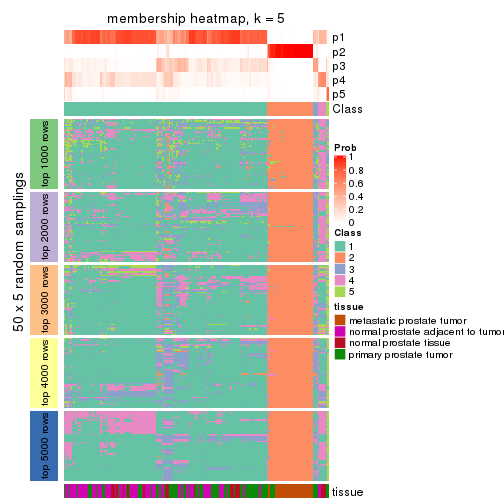 membership heatmap, k = 5
p1
p2
p3
p4
p5
Class
50 x 5 random samplings
top 1000 rows
top 2000 rows
top 3000 rows
top 4000 rows
top 5000 rows
tissue
Prob
1
0.8
0.6
0.4
0.2
0
Class
1
2
3
4
5
tissue
metastatic prostate tumor
normal prostate adjacent to tumor
normal prostate tissue
primary prostate tumor